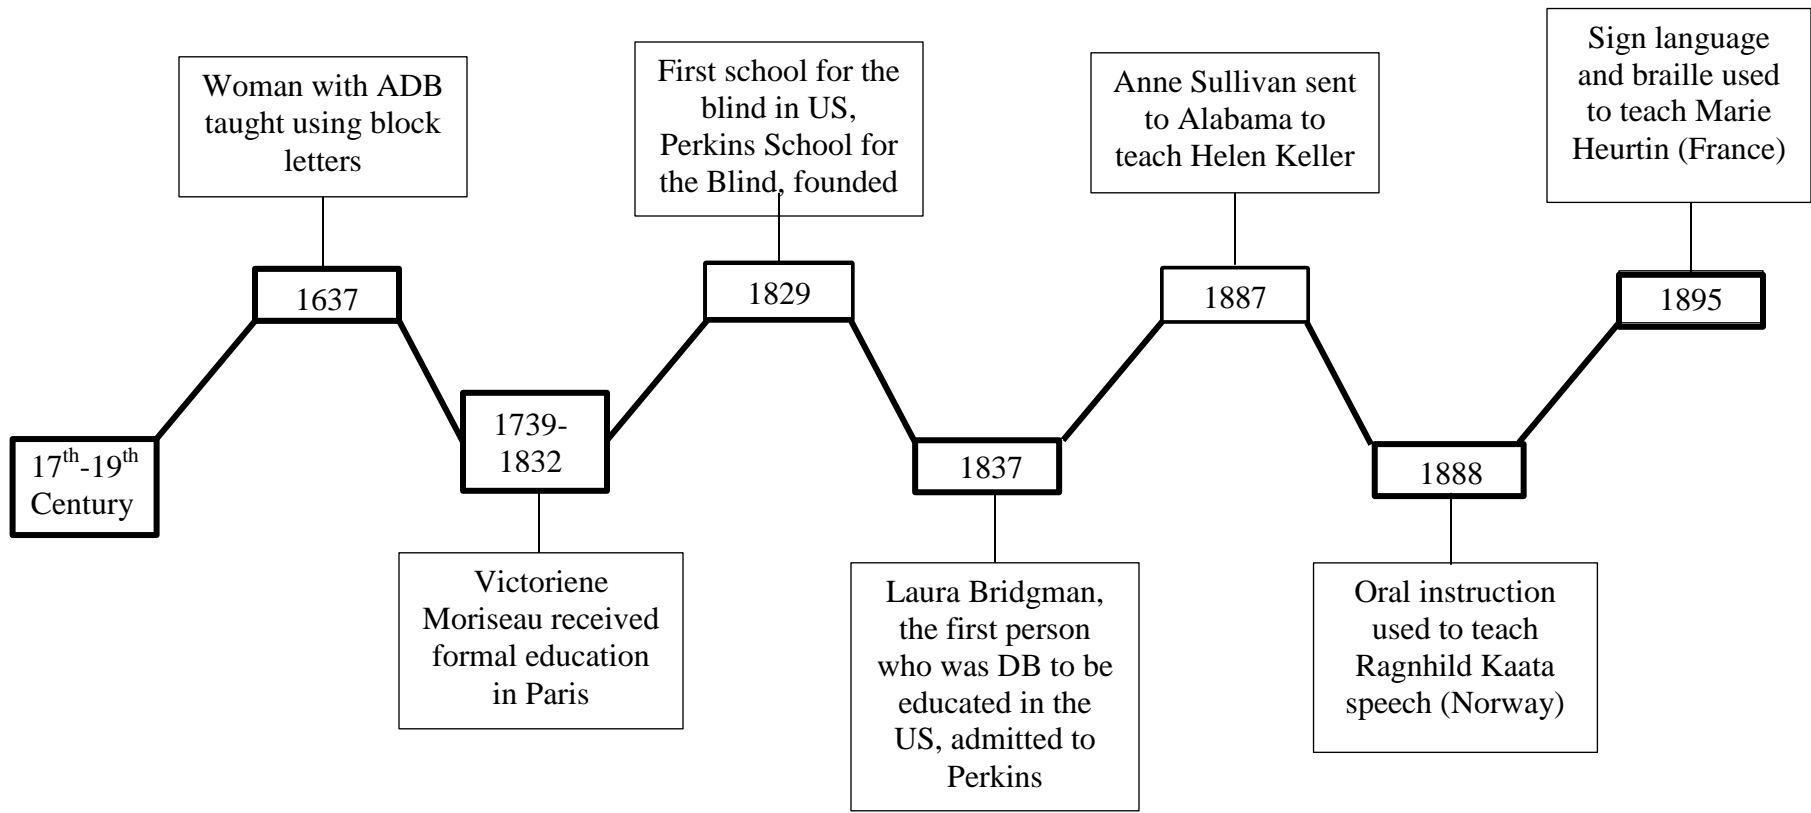 17th-19th
Century
1637
Woman with ADB
taught using block
letters
1739-
1832
Victoriene
Moriseau received
formal education
in Paris
1829
First school for the
blind in US,
Perkins School for
the Blind, founded
1837
Laura Bridgman,
the first person
who was DB to be
educated in the
US, admitted to
Perkins
1887
Anne Sullivan sent
to Alabama to
teach Helen Keller
1888
Oral instruction
used to teach
Ragnhild Kaata
speech (Norway)
1895
Sign language
and braille used
to teach Marie
Heurtin (France)